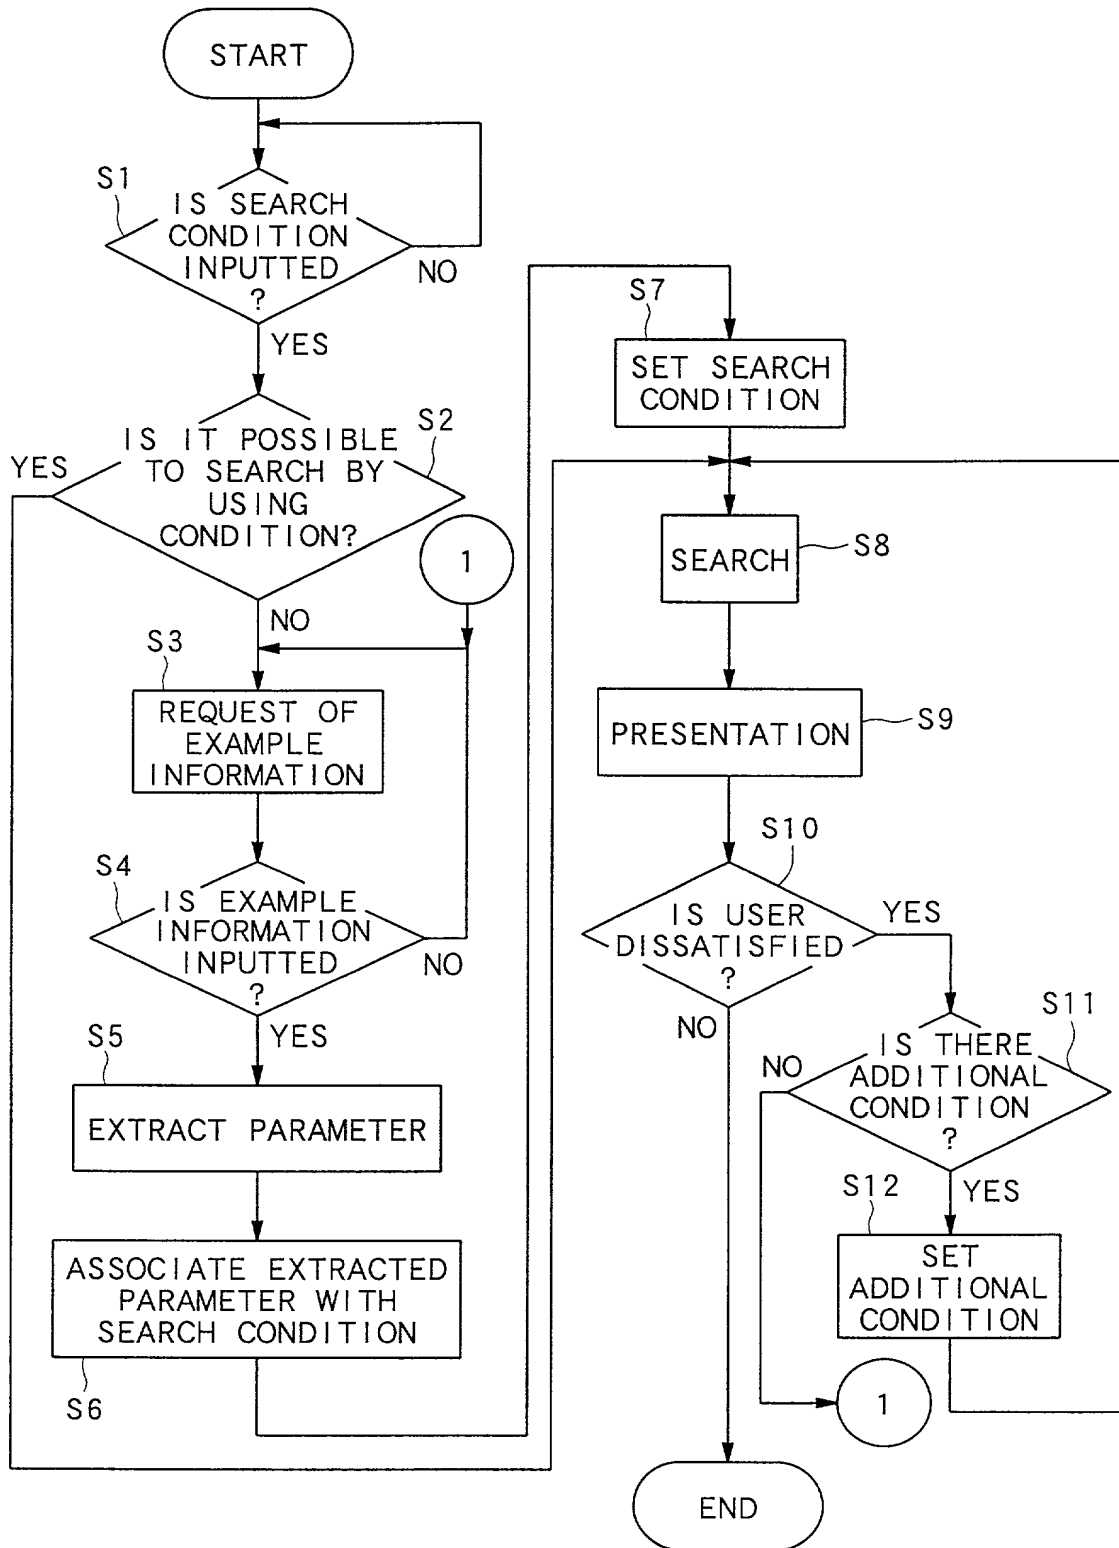 START
S1
IS SEARCH
CONDITION
INPUTTED
?
NO
YES
S2
IS IT POSSIBLE
TO SEARCH BY
USING
CONDITION?
YES
NO
1
S3
REQUEST OF
EXAMPLE
INFORMATION
S4
IS EXAMPLE
INFORMATION
INPUTTED
?
NO
YES
S5
EXTRACT PARAMETER
ASSOCIATE EXTRACTED
PARAMETER WITH
SEARCH CONDITION
S6
S7
SET SEARCH
CONDITION
SEARCH
S8
PRESENTATION
S9
S10
IS USER
DISSATISFIED
?
YES
NO
S11
IS THERE
ADDITIONAL
CONDITION
?
NO
YES
S12
SET
ADDITIONAL
CONDITION
1
END